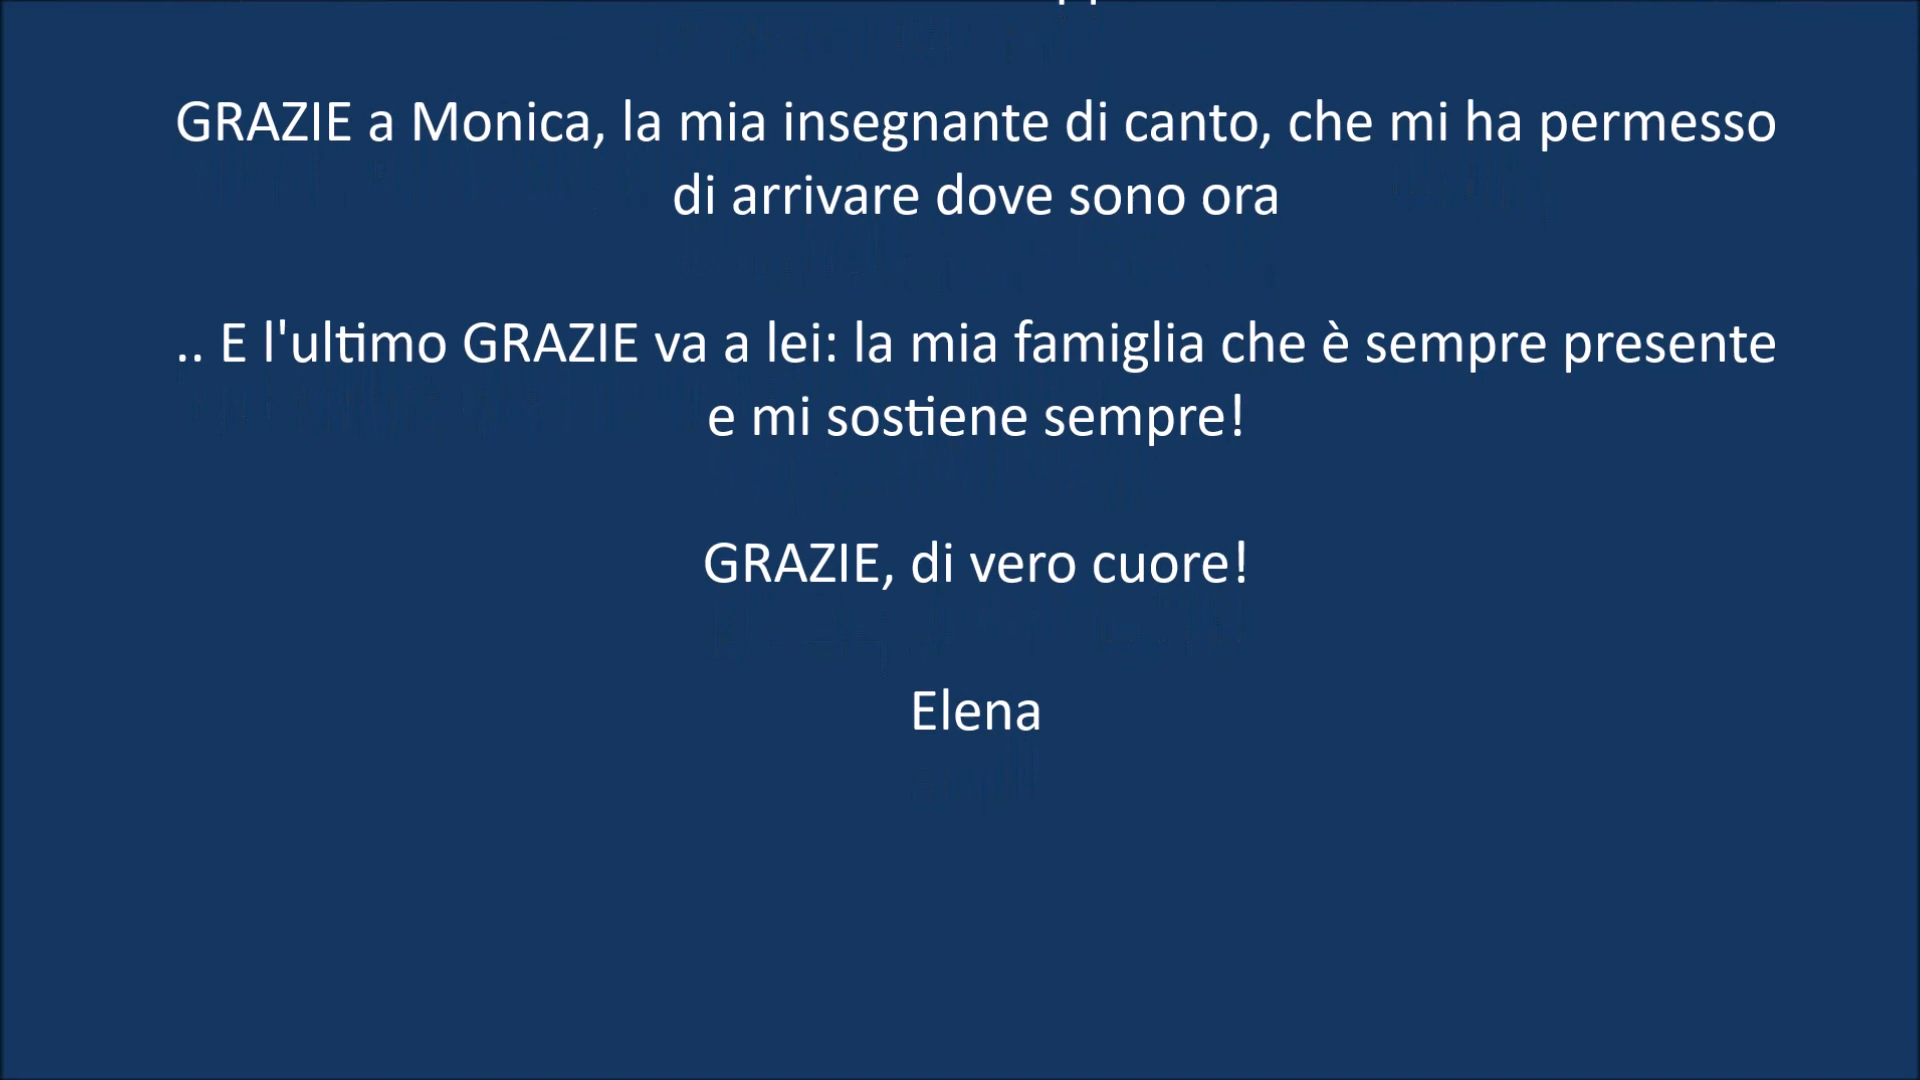 GRAZIE a Monica, la mia insegnante di canto, che mi ha permesso
di arrivare dove sono ora
.. E l'ultimo GRAZIE va a lei: la mia famiglia che è sempre presente
e mi sostiene sempre!
GRAZIE, di vero cuore!
Elena